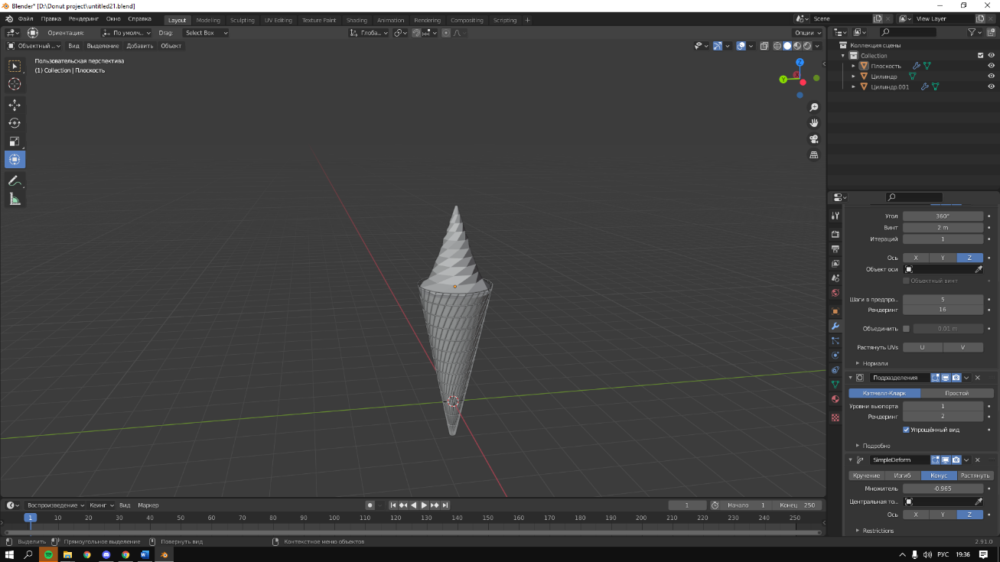 Blender* [D:\Donut project\untitled21.blend]
Файл Правка Рендеринг Окно Справка Layout Modeling Sculpting UV Editing Texture Paint Shading Animation Rendering Compositing Scripting + Scene View Layer
Ориентация: По умолч... Drag: Select Box Глоба... Опции
Объектный ... Вид Выделение Добавить Объект
Пользовательская перспектива
(1) Collection | Плоскость
Z
Y
X
Коллекция сцены
Collection
Плоскость
Цилиндр
Цилиндр.001
Угол 360°
Винт 2 m
Итераций 1
Ось X Y Z
Объект оси
Объектный винт
Шаги в предпро... 5
Рендеринг 16
Объединить 0.01 m
Растянуть UVs U V
Нормали
Подразделения
Кэтмелл-Кларк Простой
Уровни вьюпорта 1
Рендеринг 2
Упрощённый вид
Подробно
SimpleDeform
Кручение Изгиб Конус Растянуть
Множитель -0.965
Центральная то...
Ось X Y Z
Restrictions
Воспроизведение Кеинг Вид Маркер 1 Начало 1 Конец 250
1 10 20 30 40 50 60 70 80 90 100 110 120 130 140 150 160 170 180 190 200 210 220 230 240 250
Выделить Прямоугольное выделение Повернуть вид Контекстное меню объектов 2.91.0
РУС 19:36